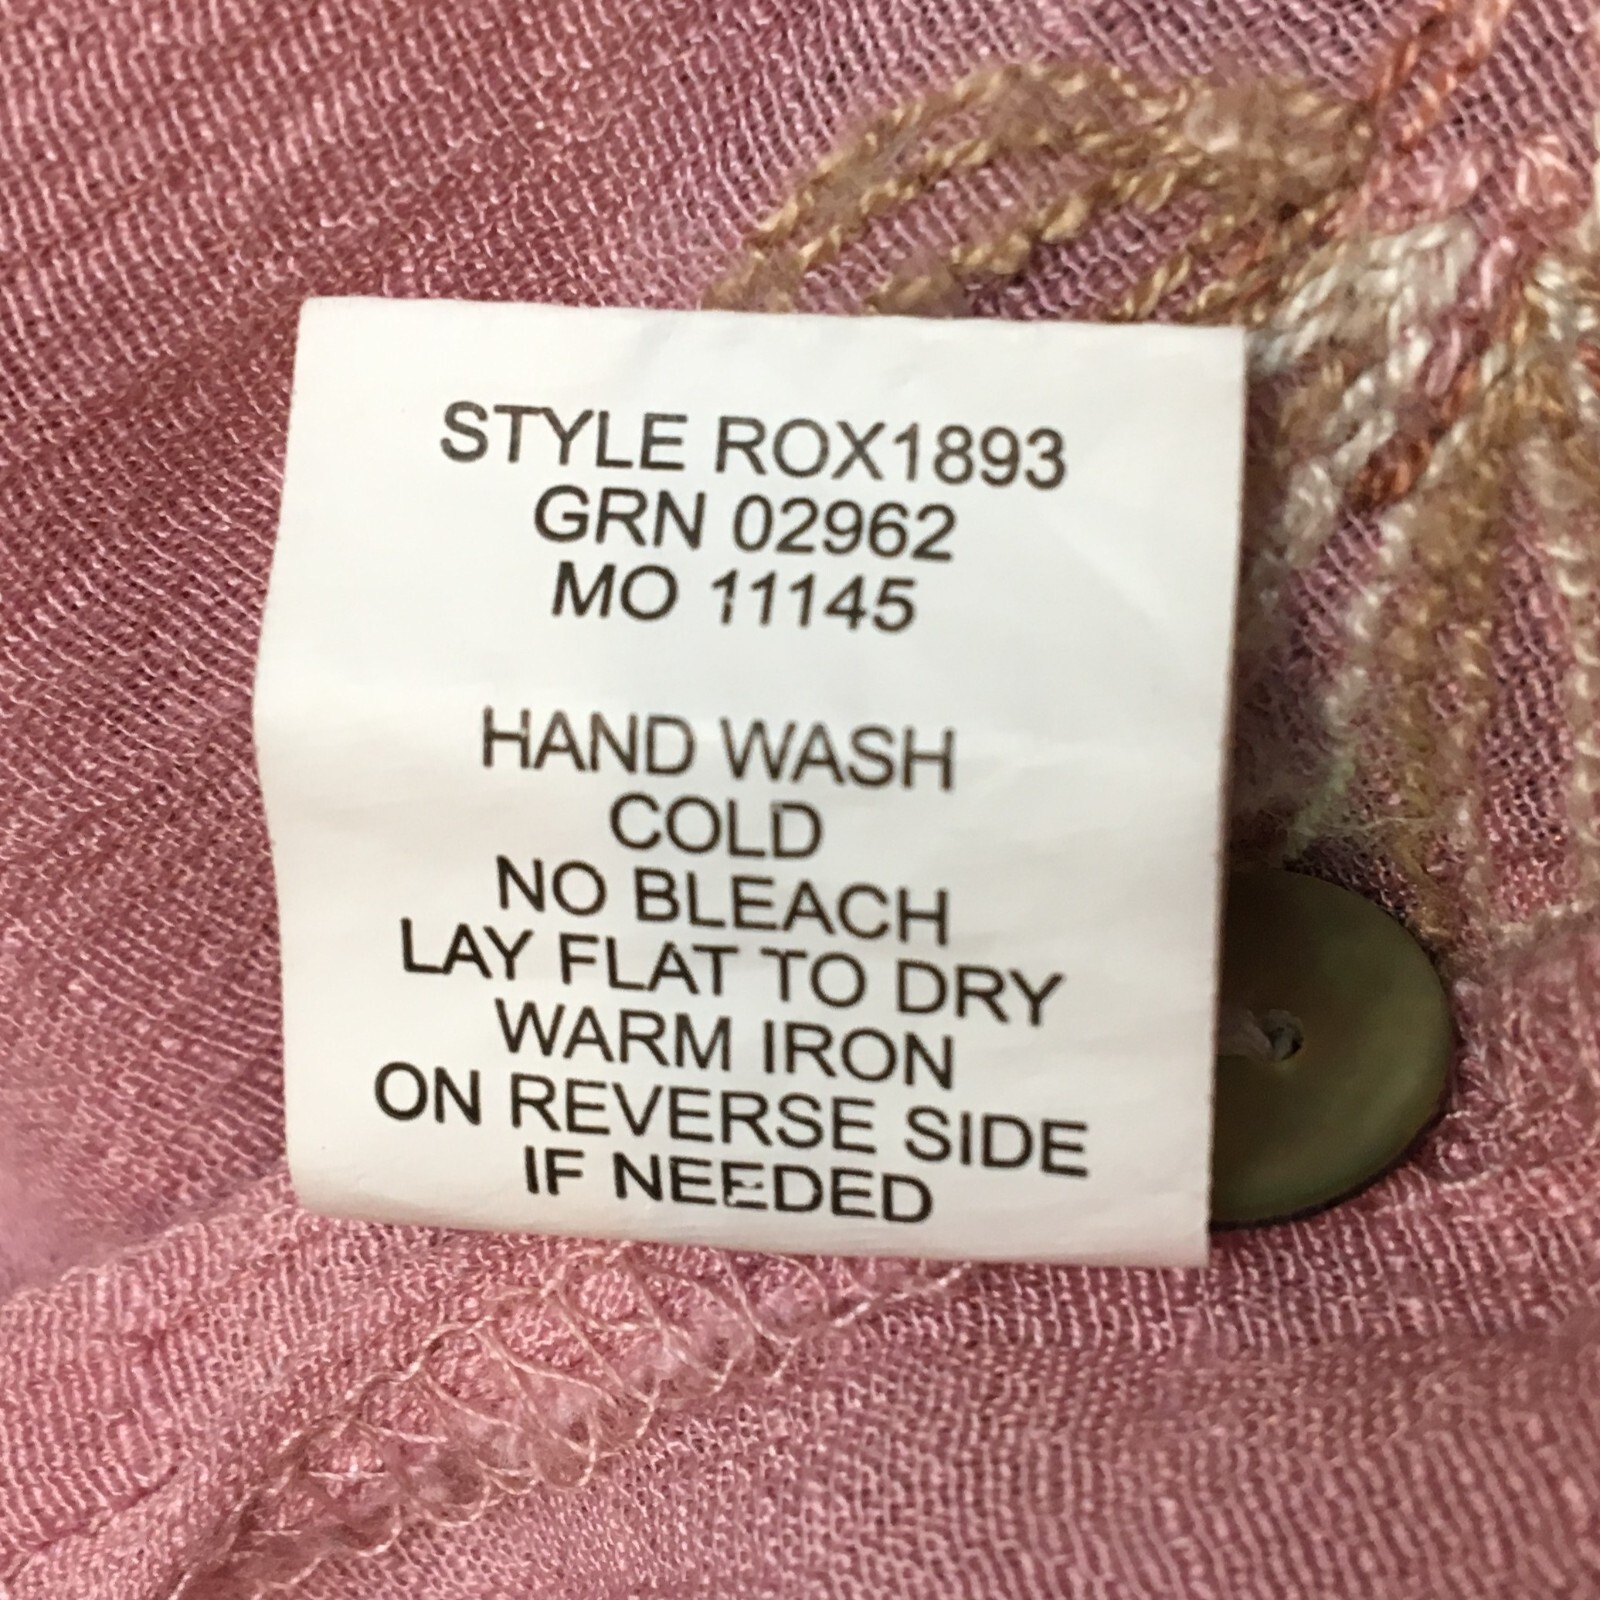 STYLE ROX1893
GRN 02962
MO 11145
HAND WASH
COLD
NO BLEACH
LAY FLAT TO DRY
WARM IRON
ON REVERSE SIDE
IF NEEDED